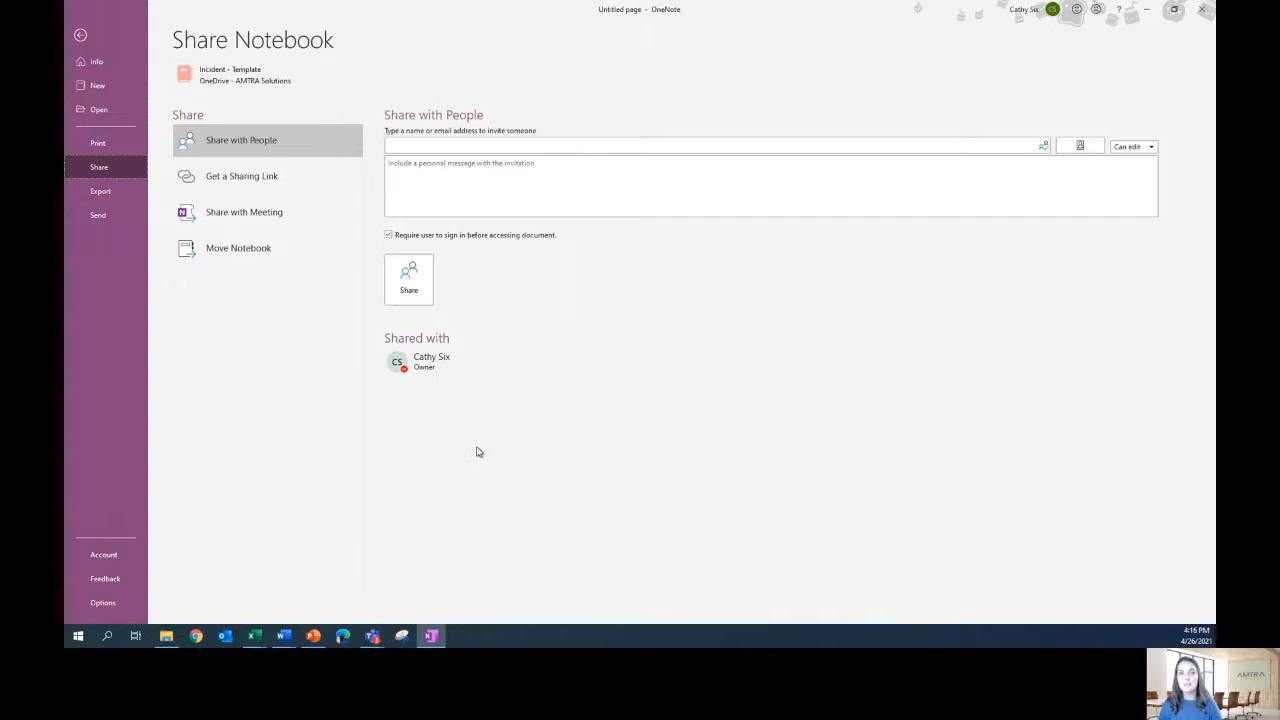 Untitled page - OneNote
Cathy Six
CS
?
Share Notebook
Incident - Template
OneDrive - AMTRA Solutions
Info
New
Open
Print
Share
Export
Send
Account
Feedback
Options
Share
Share with People
Get a Sharing Link
Share with Meeting
Move Notebook
Share with People
Type a name or email address to invite someone
Can edit
Include a personal message with the invitation
Require user to sign in before accessing document.
Share
Shared with
CS
Cathy Six
Owner
4:16 PM
4/26/2021
AMTRA